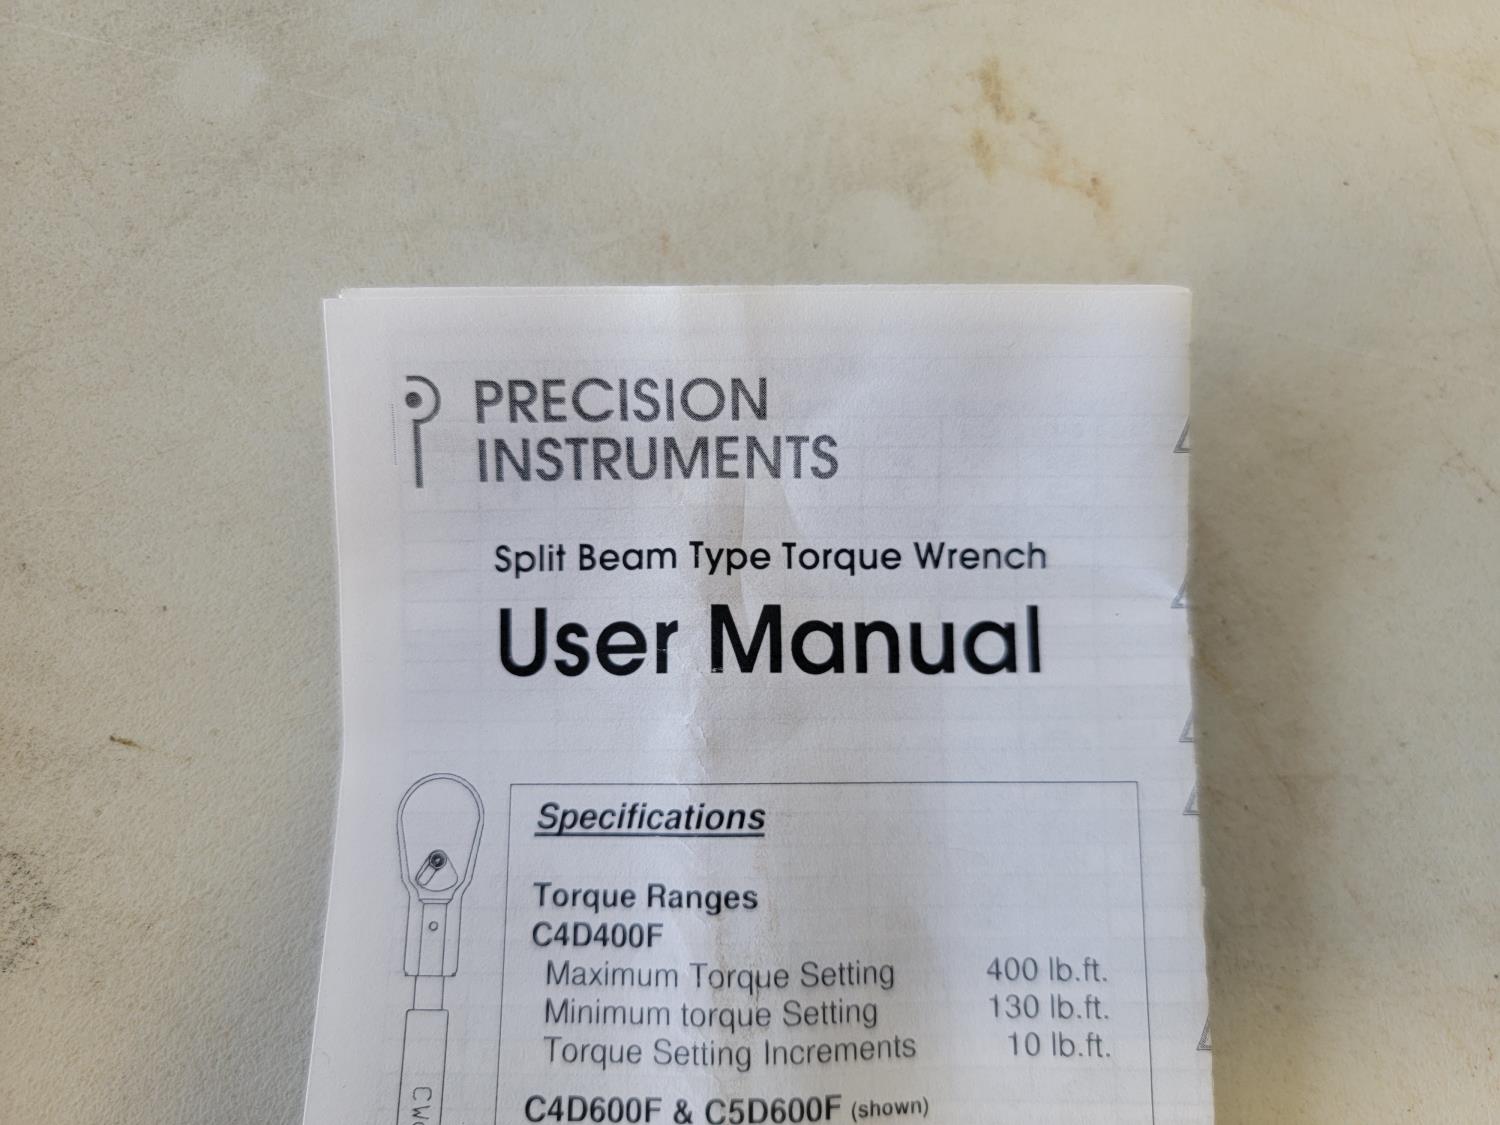 PRECISION
INSTRUMENTS
Split Beam Type Torque Wrench
User Manual
Specifications
Torque Ranges
C4D400F
Maximum Torque Setting 400 lb.ft.
Minimum torque Setting 130 lb.ft.
Torque Setting Increments 10 lb.ft.
C4D600F & C5D600F (shown)